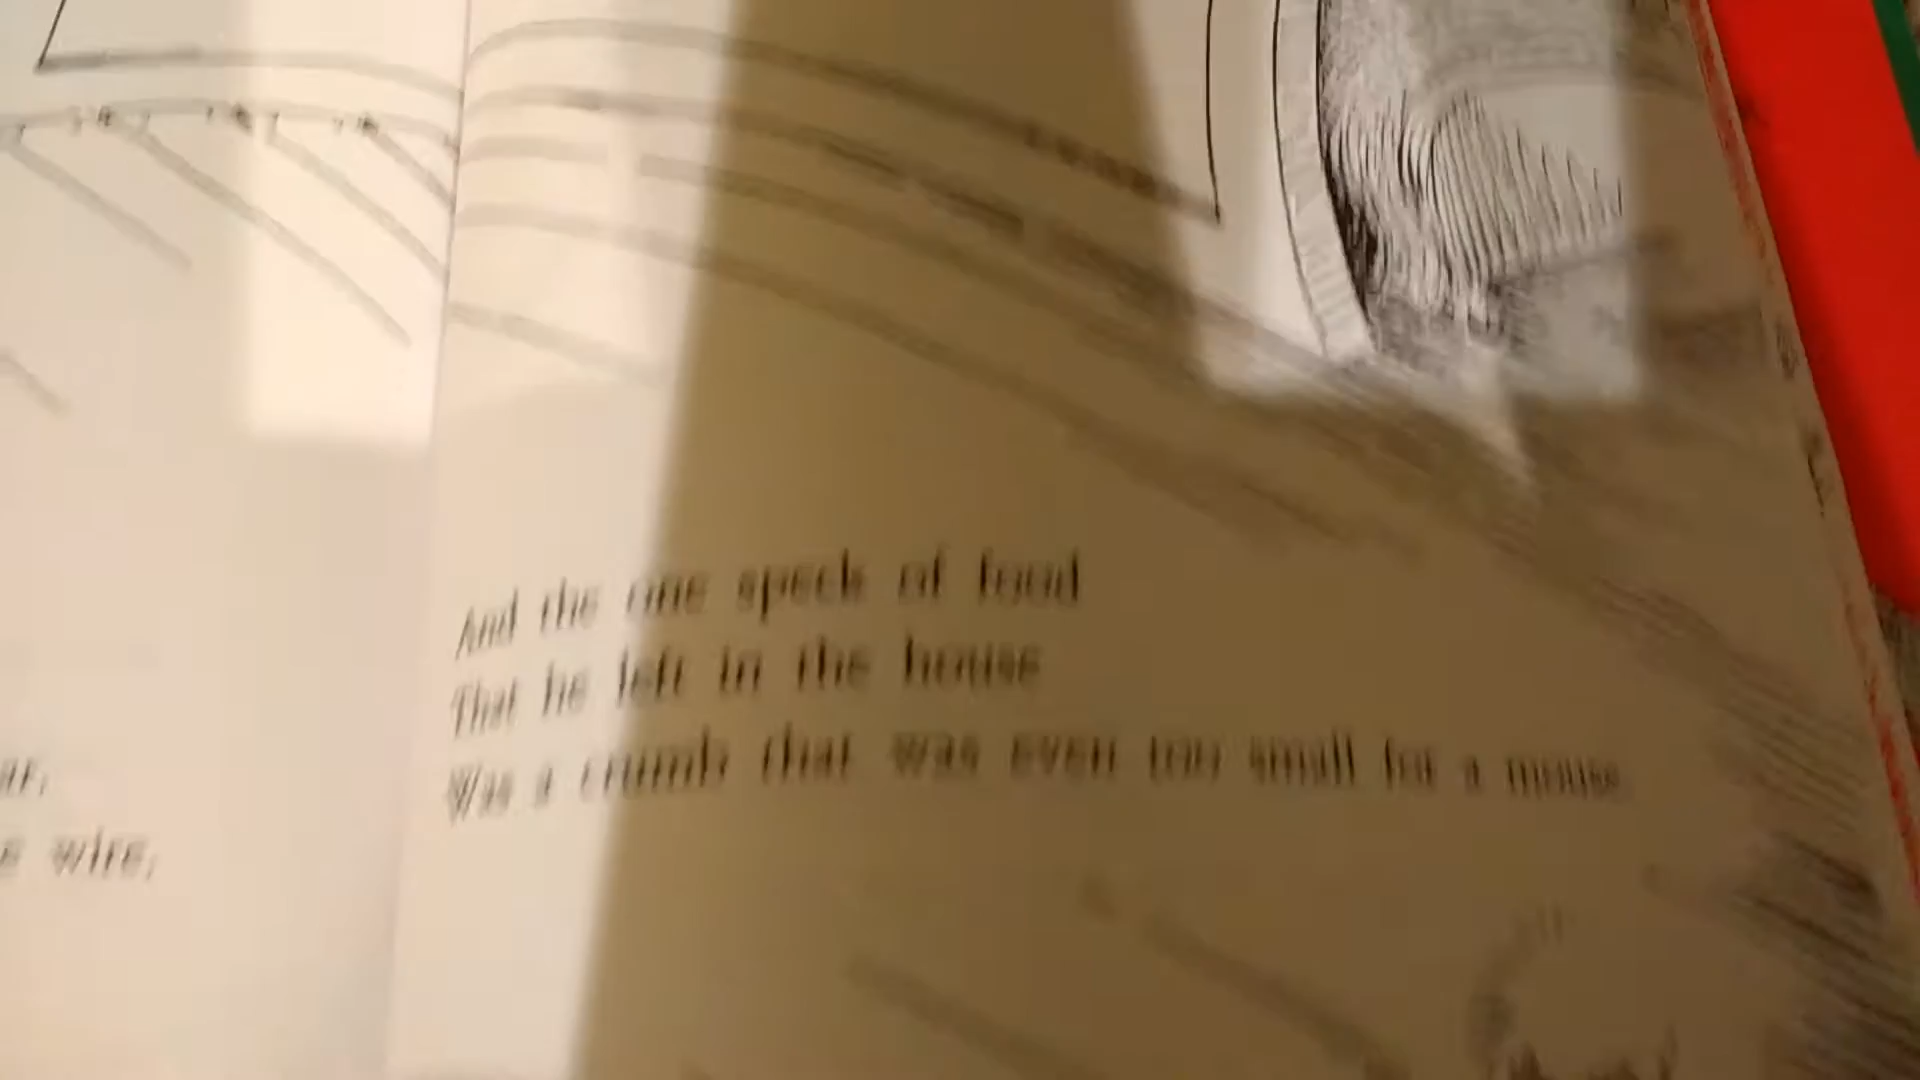 And the one speck of food
That he left in the house
Was a crumb that was even too small for a mouse.
wire,